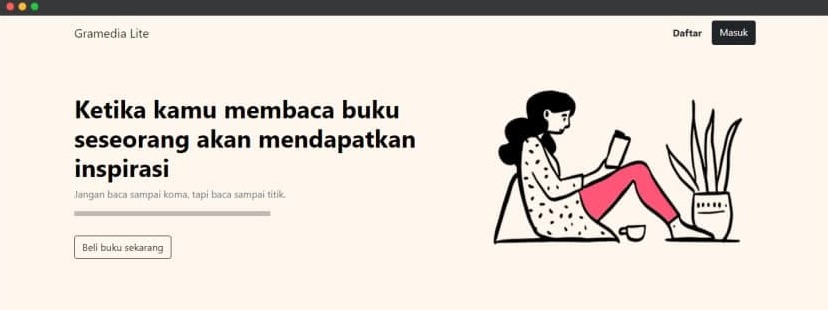 Gramedia Lite
Daftar
Masuk
Ketika kamu membaca buku
seseorang akan mendapatkan
inspirasi
Jangan baca sampai koma, tapi baca sampai titik.
Beli buku sekarang